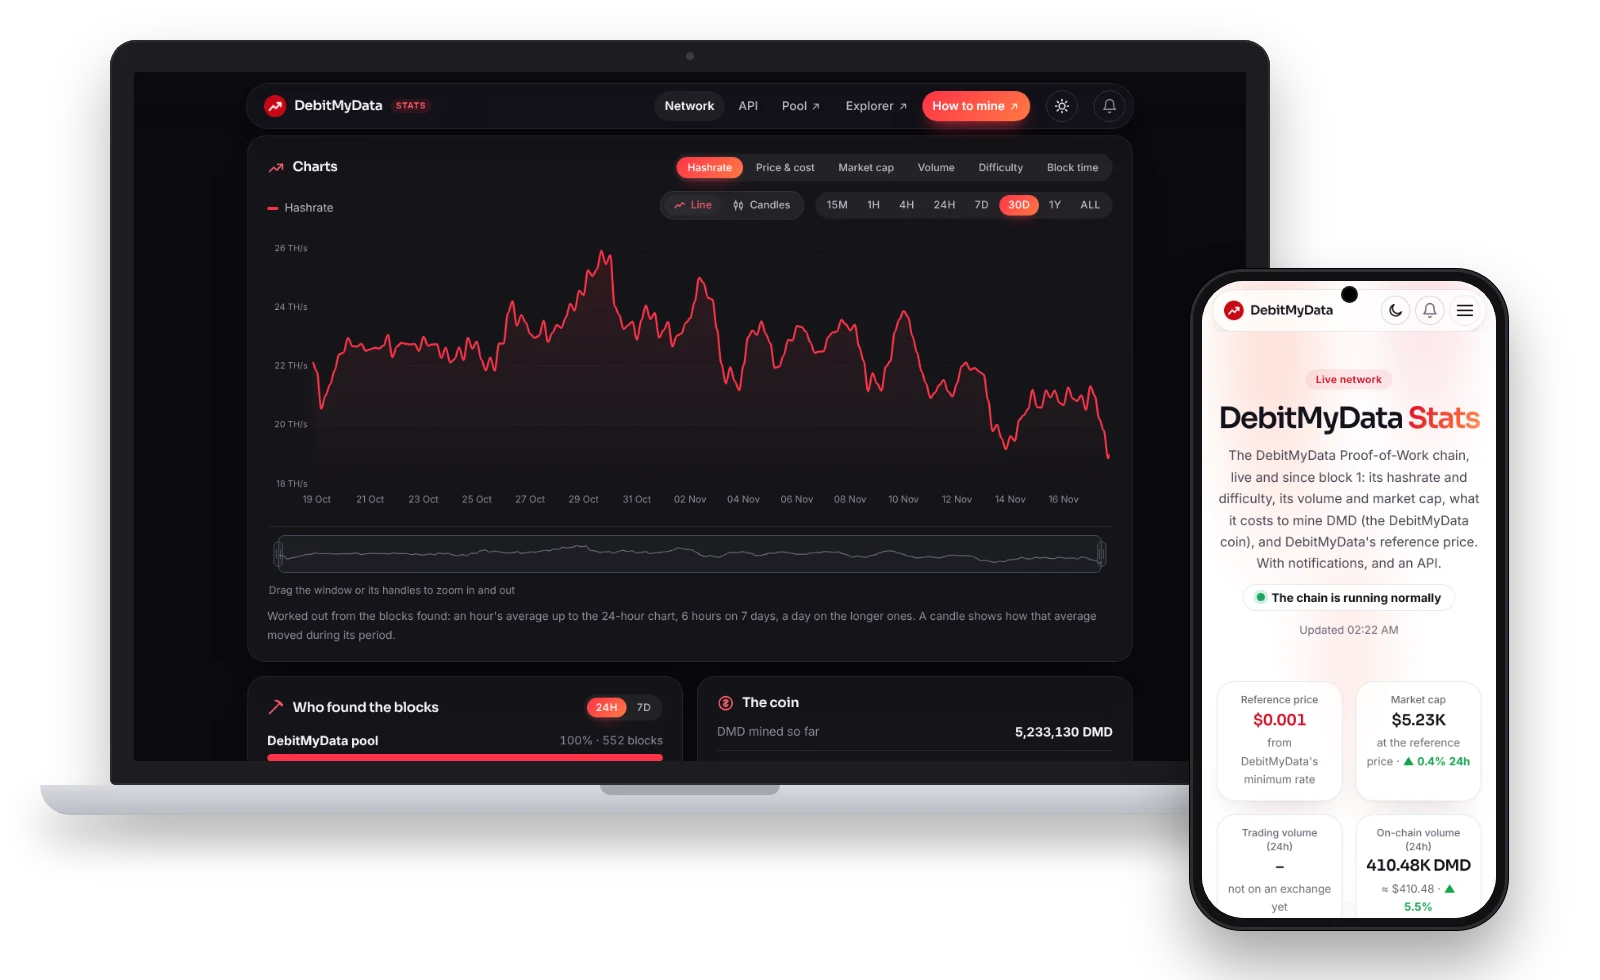 DebitMyData STATS
Network API Pool ↗ Explorer ↗ How to mine ↗
Charts
Hashrate Price & cost Market cap Volume Difficulty Block time
Hashrate
Line Candles 15M 1H 4H 24H 7D 30D 1Y ALL
26 TH/s
24 TH/s
22 TH/s
20 TH/s
18 TH/s
19 Oct 21 Oct 23 Oct 25 Oct 27 Oct 29 Oct 31 Oct 02 Nov 04 Nov 06 Nov 08 Nov 10 Nov 12 Nov 14 Nov 16 Nov
Drag the window or its handles to zoom in and out
Worked out from the blocks found: an hour's average up to the 24-hour chart, 6 hours on 7 days, a day on the longer ones. A candle shows how that average
moved during its period.
Who found the blocks 24H 7D
DebitMyData pool 100% · 552 blocks
The coin
DMD mined so far 5,233,130 DMD
DebitMyData
Live network
DebitMyData Stats
The DebitMyData Proof-of-Work chain,
live and since block 1: its hashrate and
difficulty, its volume and market cap, what
it costs to mine DMD (the DebitMyData
coin), and DebitMyData's reference price.
With notifications, and an API.
The chain is running normally
Updated 02:22 AM
Reference price
$0.001
from
DebitMyData's
minimum rate
Market cap
$5.23K
at the reference
price · ▲ 0.4% 24h
Trading volume
(24h)
–
not on an exchange
yet
On-chain volume
(24h)
410.48K DMD
≈ $410.48 · ▲
5.5%